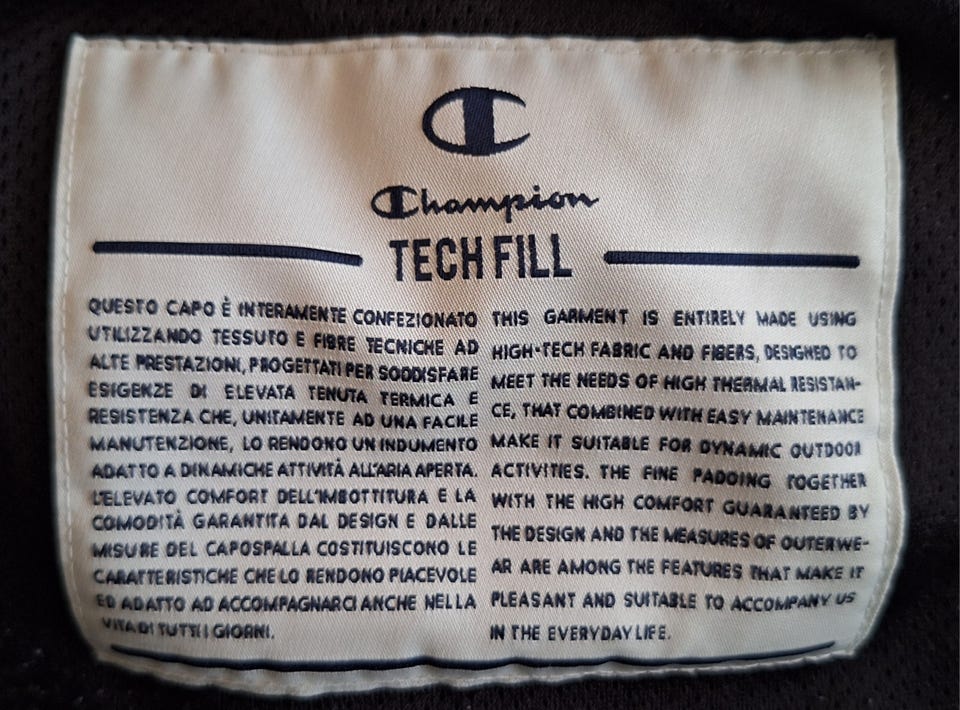 Champion
TECH FILL
QUESTO CAPO È INTERAMENTE CONFEZIONATO
UTILIZZANDO TESSUTO E FIBRE TECNICHE AD
ALTE PRESTAZIONI, PROGETTATI PER SODDISFARE
ESIGENZE DI ELEVATA TENUTA TERMICA E
RESISTENZA CHE, UNITAMENTE AD UNA FACILE
MANUTENZIONE, LO RENDONO UN INDUMENTO
ADATTO A DINAMICHE ATTIVITÀ ALL'ARIA APERTA.
L'ELEVATO COMFORT DELL'IMBOTTITURA E LA
COMODITÀ GARANTITA DAL DESIGN E DALLE
MISURE DEL CAPOSPALLA COSTITUISCONO LE
CARATTERISTICHE CHE LO RENDONO PIACEVOLE
ED ADATTO AD ACCOMPAGNARCI ANCHE NELLA
VITA DI TUTTI I GIORNI.
THIS GARMENT IS ENTIRELY MADE USING
HIGH-TECH FABRIC AND FIBERS, DESIGNED TO
MEET THE NEEDS OF HIGH THERMAL RESISTAN-
CE, THAT COMBINED WITH EASY MAINTENANCE
MAKE IT SUITABLE FOR DYNAMIC OUTDOOR
ACTIVITIES. THE FINE PADDING TOGETHER
WITH THE HIGH COMFORT GUARANTEED BY
THE DESIGN AND THE MEASURES OF OUTERWE-
AR ARE AMONG THE FEATURES THAT MAKE IT
PLEASANT AND SUITABLE TO ACCOMPANY US
IN THE EVERYDAY LIFE.